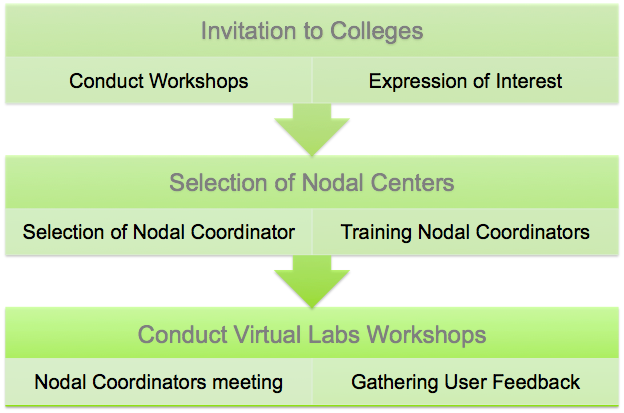 Invitation to Colleges
Conduct Workshops
Expression of Interest
Selection of Nodal Centers
Selection of Nodal Coordinator
Training Nodal Coordinators
Conduct Virtual Labs Workshops
Nodal Coordinators meeting
Gathering User Feedback